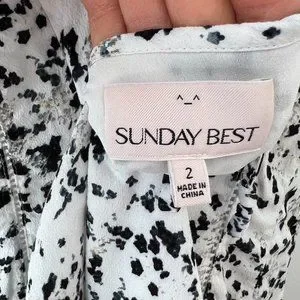 ^_^
SUNDAY BEST
2
MADE IN
CHINA